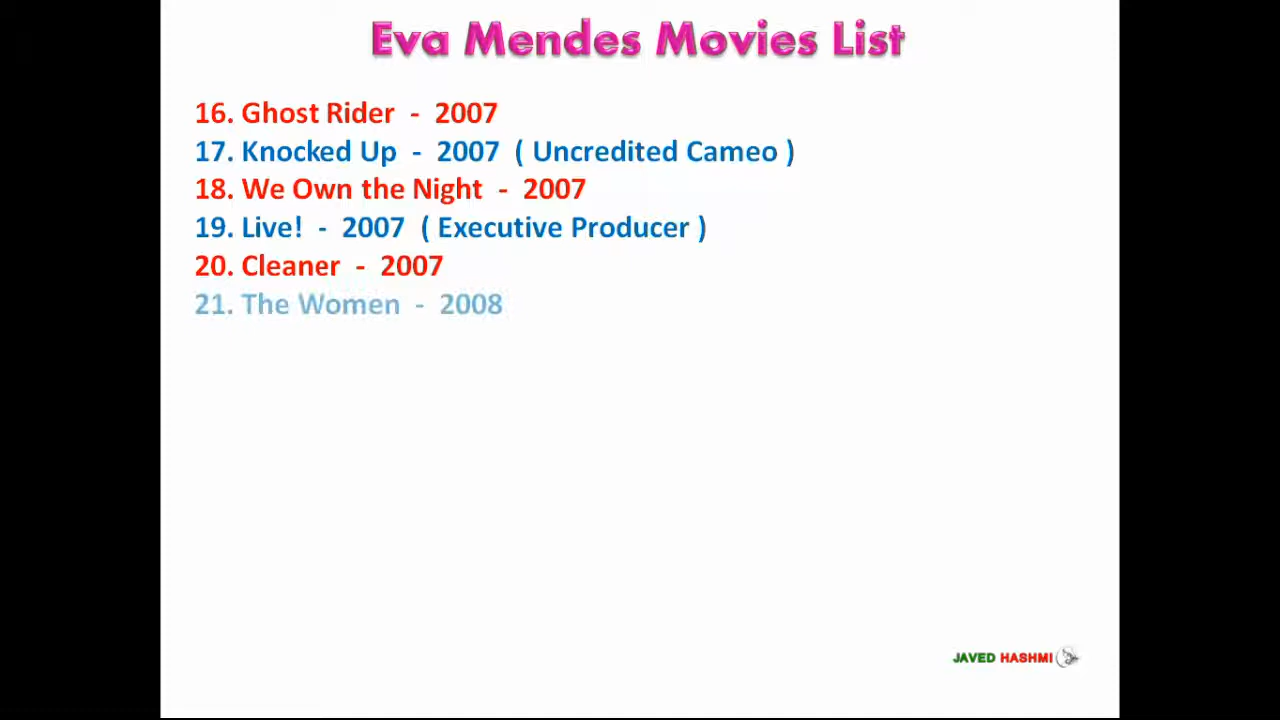 Eva Mendes Movies List
16. Ghost Rider - 2007
17. Knocked Up - 2007 ( Uncredited Cameo )
18. We Own the Night - 2007
19. Live! - 2007 ( Executive Producer )
20. Cleaner - 2007
21. The Women - 2008
JAVED HASHMI